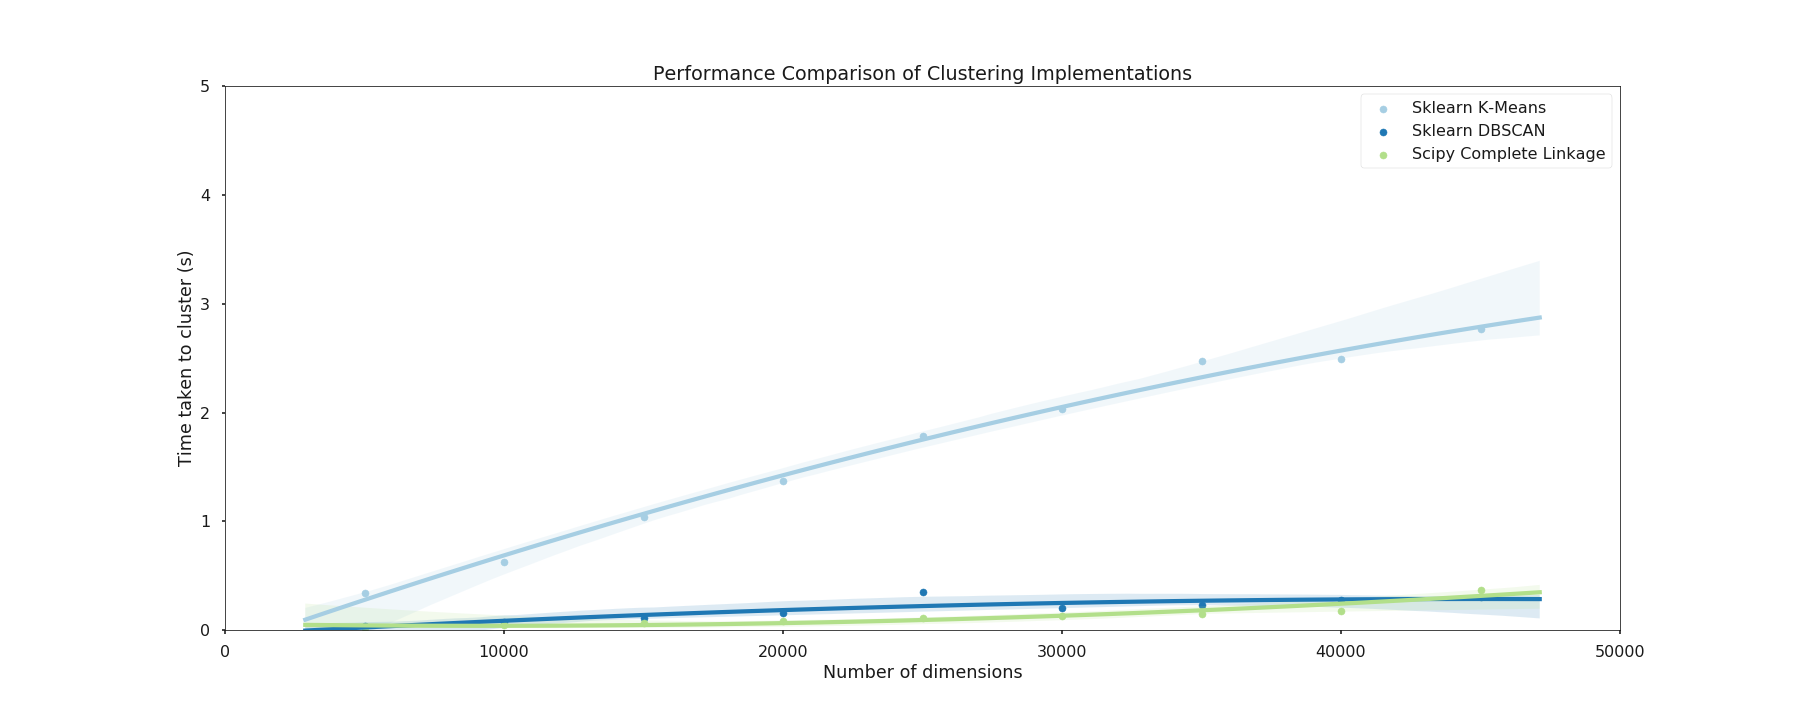 Performance Comparison of Clustering Implementations
5
4
3
2
1
0
Time taken to cluster (s)
Sklearn K-Means
Sklearn DBSCAN
Scipy Complete Linkage
0
10000
20000
30000
40000
50000
Number of dimensions